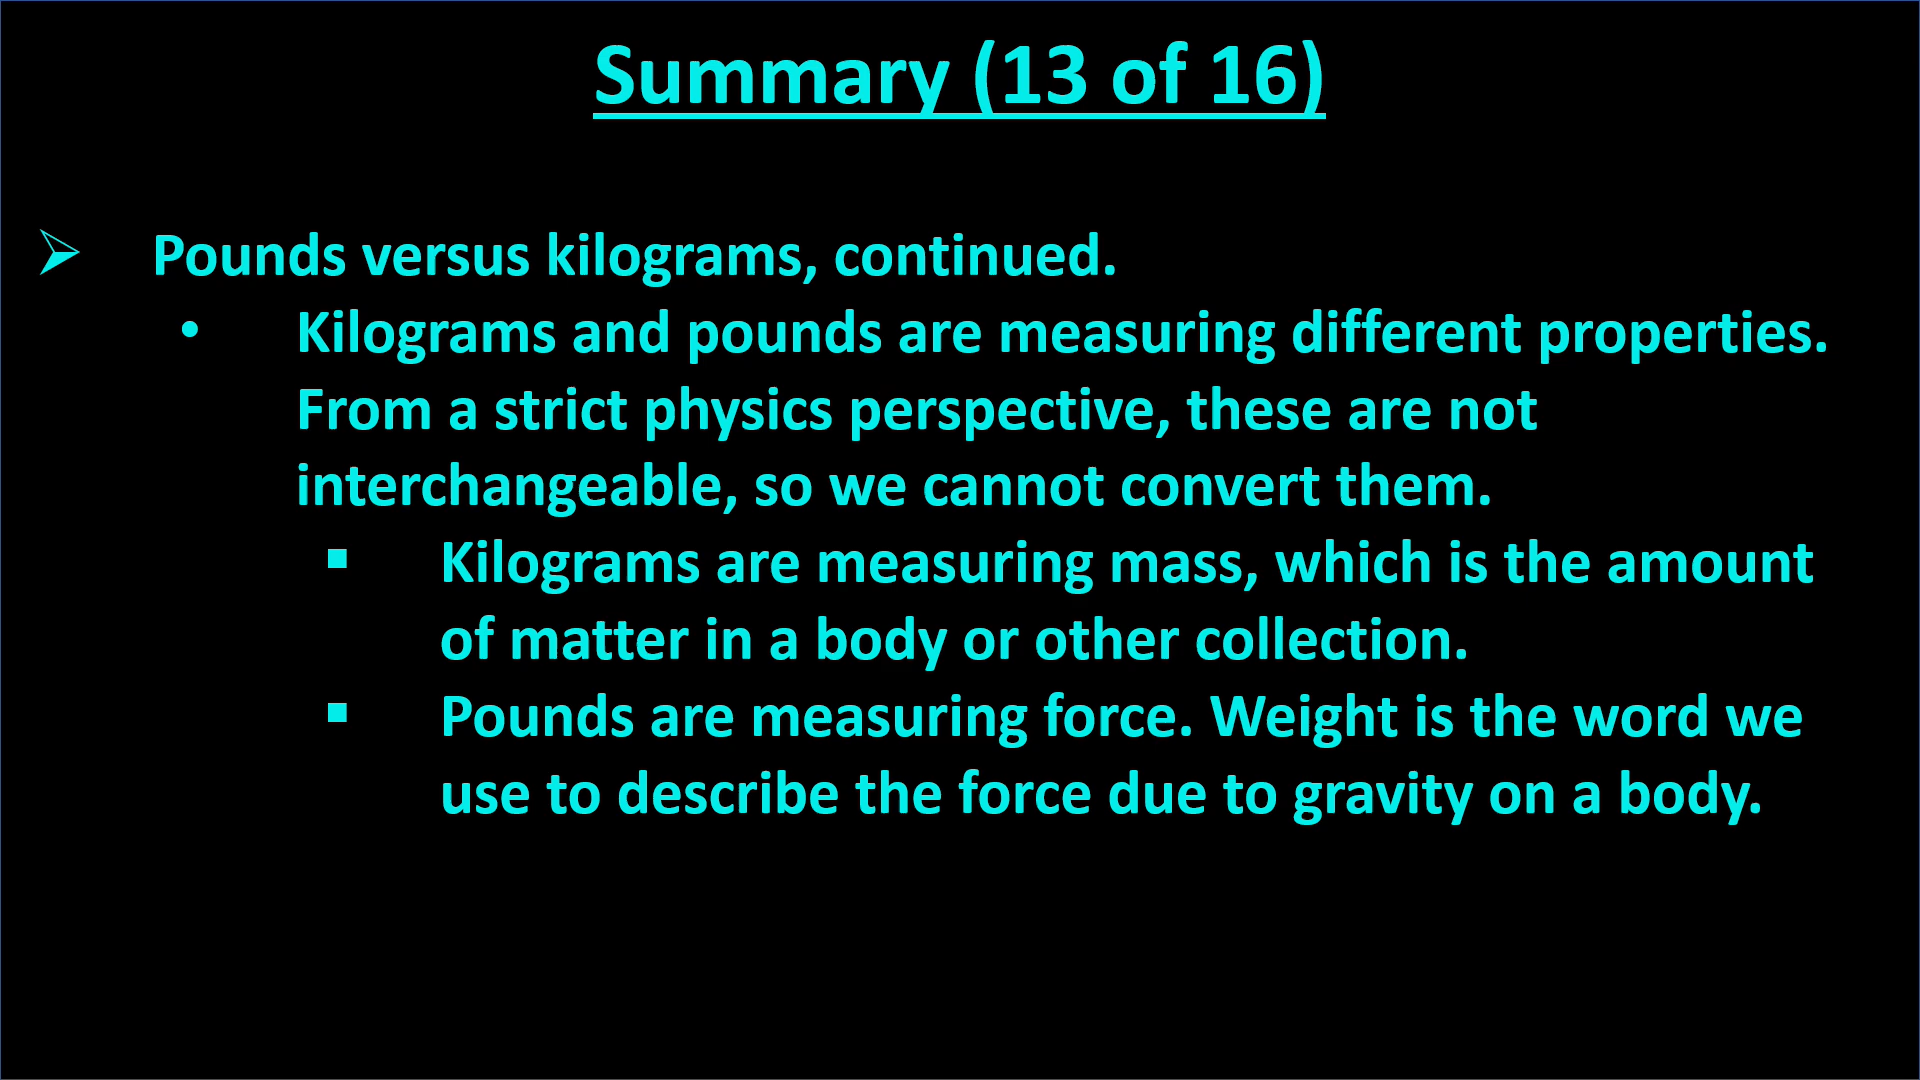 Summary (13 of 16)
➢ Pounds versus kilograms, continued.
• Kilograms and pounds are measuring different properties.
From a strict physics perspective, these are not
interchangeable, so we cannot convert them.
▪ Kilograms are measuring mass, which is the amount
of matter in a body or other collection.
▪ Pounds are measuring force. Weight is the word we
use to describe the force due to gravity on a body.